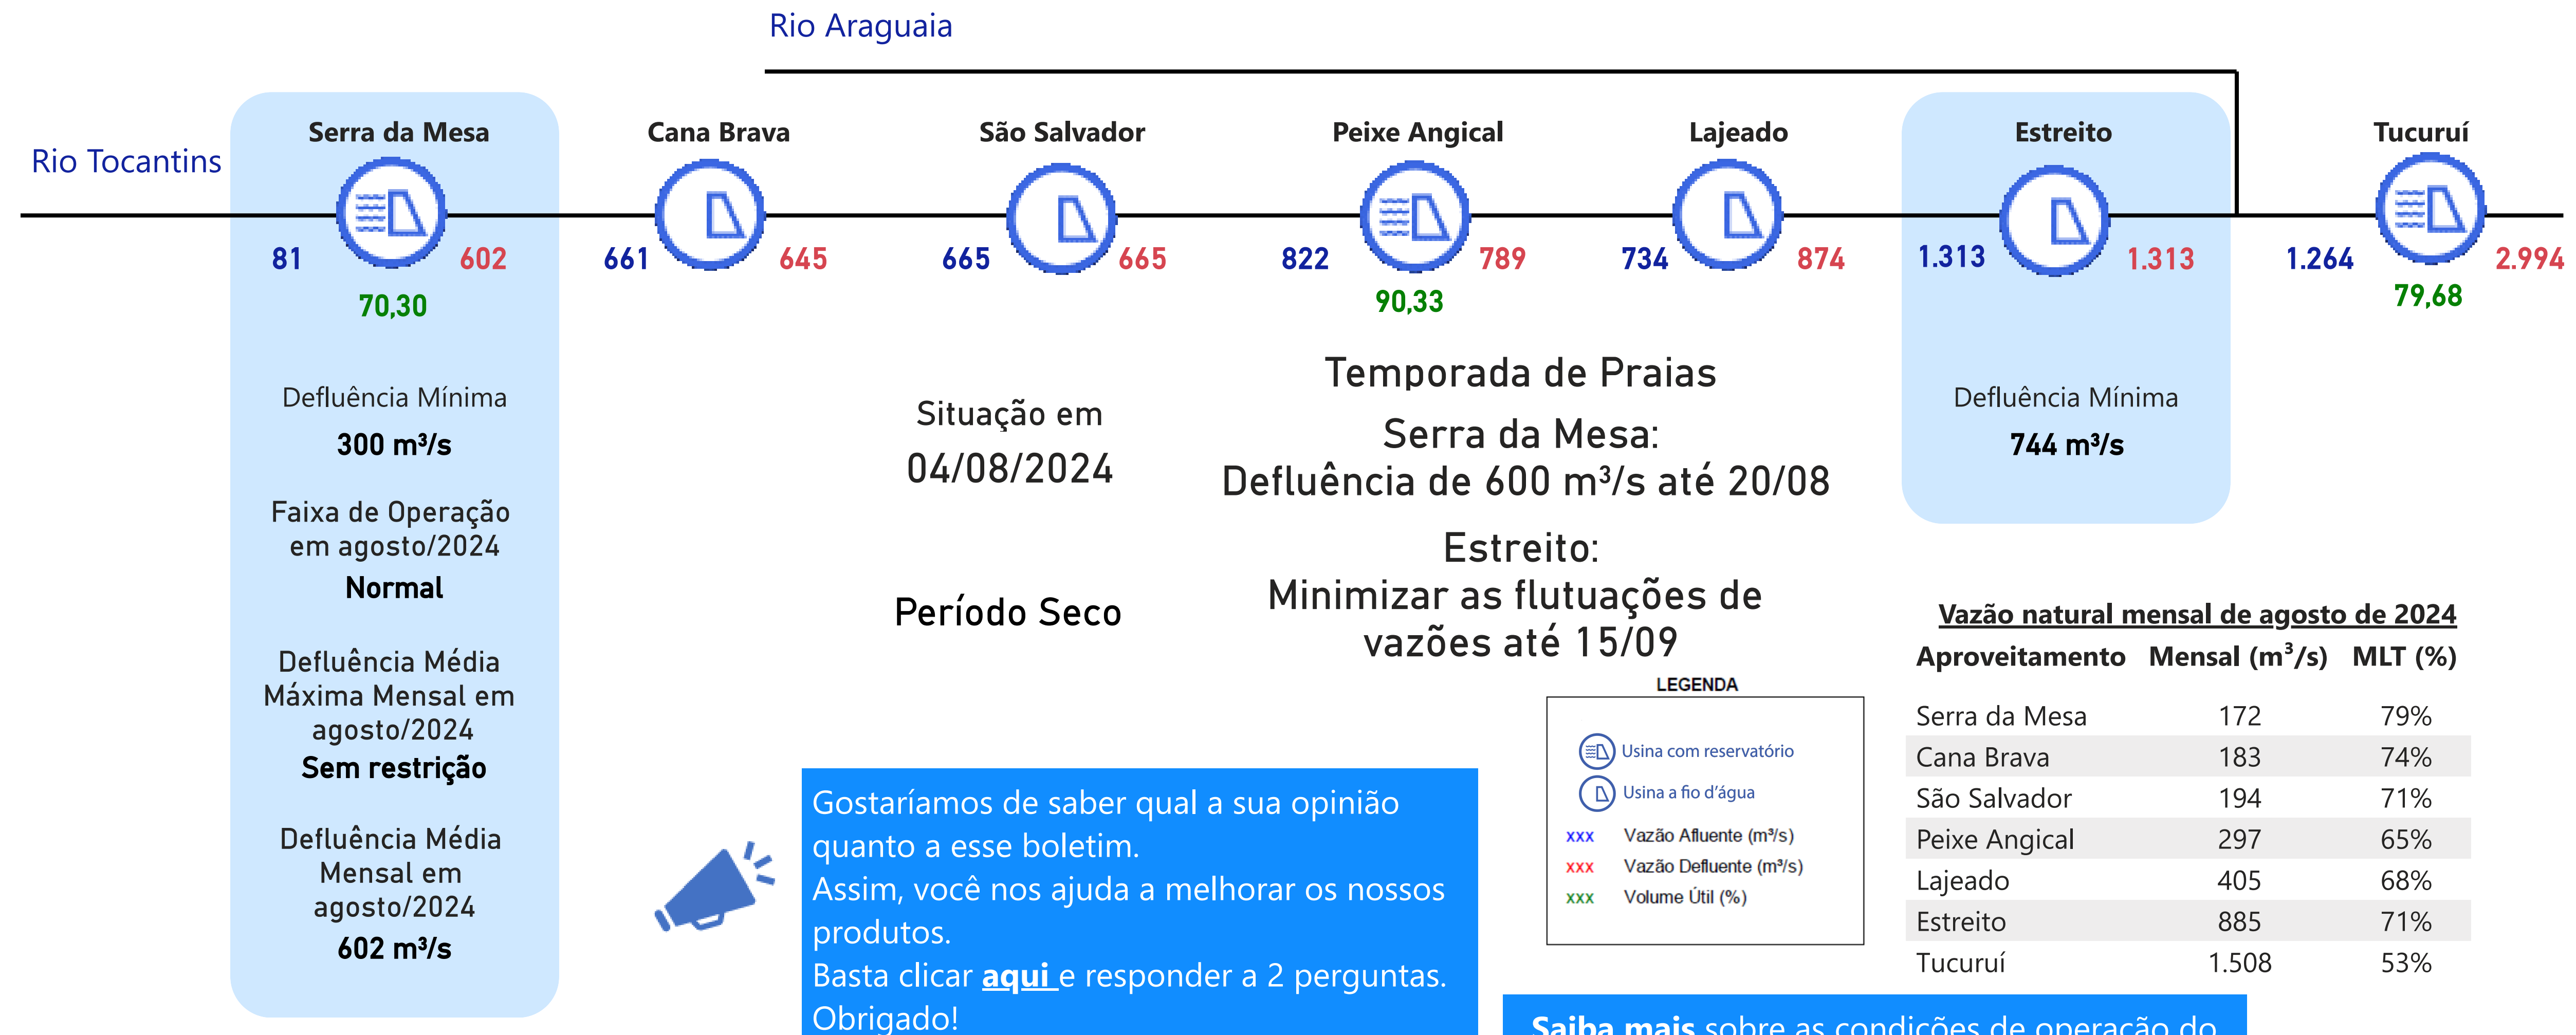 Rio Araguaia
Rio Tocantins
Serra da Mesa
Cana Brava
São Salvador
Peixe Angical
Lajeado
Estreito
Tucuruí
81
602
661
645
665
665
822
789
734
874
1.313
1.313
1.264
2.994
70,30
90,33
79,68
Defluência Mínima
300 m³/s
Faixa de Operação
em agosto/2024
Normal
Defluência Média
Máxima Mensal em
agosto/2024
Sem restrição
Defluência Média
Mensal em
agosto/2024
602 m³/s
Situação em
04/08/2024
Período Seco
Temporada de Praias
Serra da Mesa:
Defluência de 600 m³/s até 20/08
Estreito:
Minimizar as flutuações de
vazões até 15/09
Defluência Mínima
744 m³/s
LEGENDA
Usina com reservatório
Usina a fio d'água
xxx Vazão Afluente (m³/s)
xxx Vazão Defluente (m³/s)
xxx Volume Útil (%)
Vazão natural mensal de agosto de 2024
Aproveitamento Mensal (m³/s) MLT (%)
Serra da Mesa 172 79%
Cana Brava 183 74%
São Salvador 194 71%
Peixe Angical 297 65%
Lajeado 405 68%
Estreito 885 71%
Tucuruí 1.508 53%
Gostaríamos de saber qual a sua opinião
quanto a esse boletim.
Assim, você nos ajuda a melhorar os nossos
produtos.
Basta clicar aqui e responder a 2 perguntas.
Obrigado!
Saiba mais sobre as condições de operação do